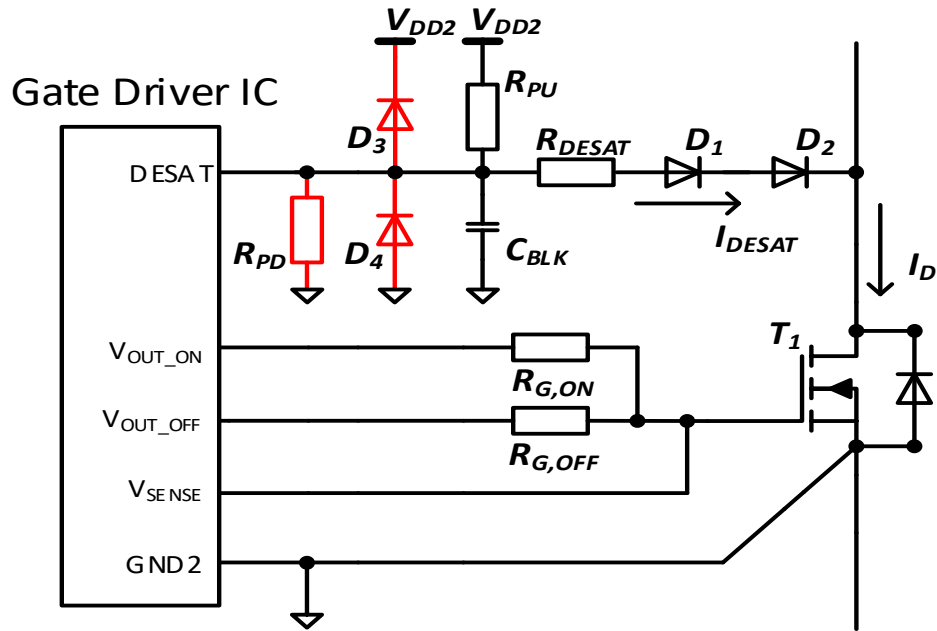 V_DD2
V_DD2
Gate Driver IC
R_PU
D_3
R_DESAT
D_1
D_2
DESAT
R_PD
D_4
C_BLK
I_DESAT
I_D
V_OUT_ON
T_1
R_G,ON
V_OUT_OFF
R_G,OFF
V_SENSE
GND2